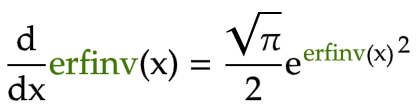 d/dx erfinv(x) = √π/2 e^erfinv(x)^2